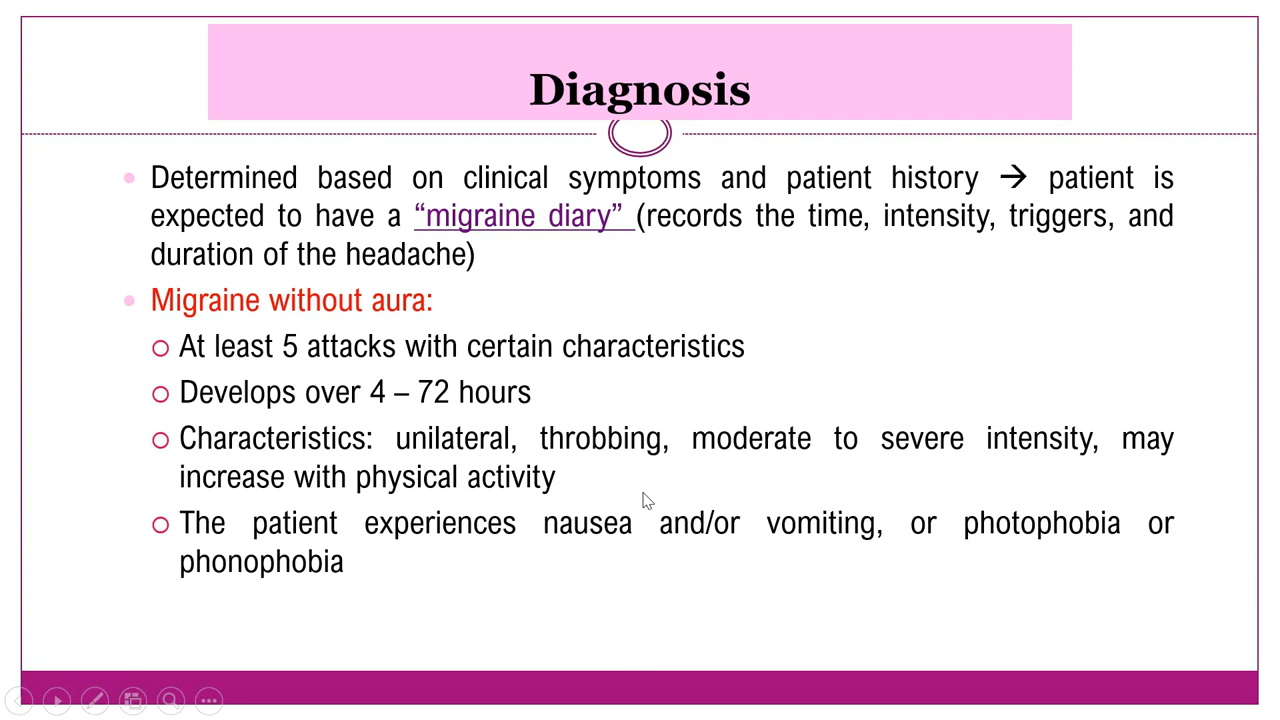 Diagnosis
Determined based on clinical symptoms and patient history → patient is
expected to have a “migraine diary” (records the time, intensity, triggers, and
duration of the headache)
Migraine without aura:
At least 5 attacks with certain characteristics
Develops over 4 – 72 hours
Characteristics: unilateral, throbbing, moderate to severe intensity, may
increase with physical activity
The patient experiences nausea and/or vomiting, or photophobia or
phonophobia